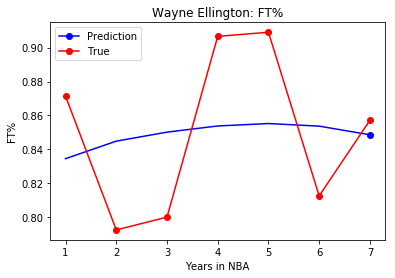 Wayne Ellington: FT%
Prediction
True
FT%
0.90
0.88
0.86
0.84
0.82
0.80
1 2 3 4 5 6 7
Years in NBA